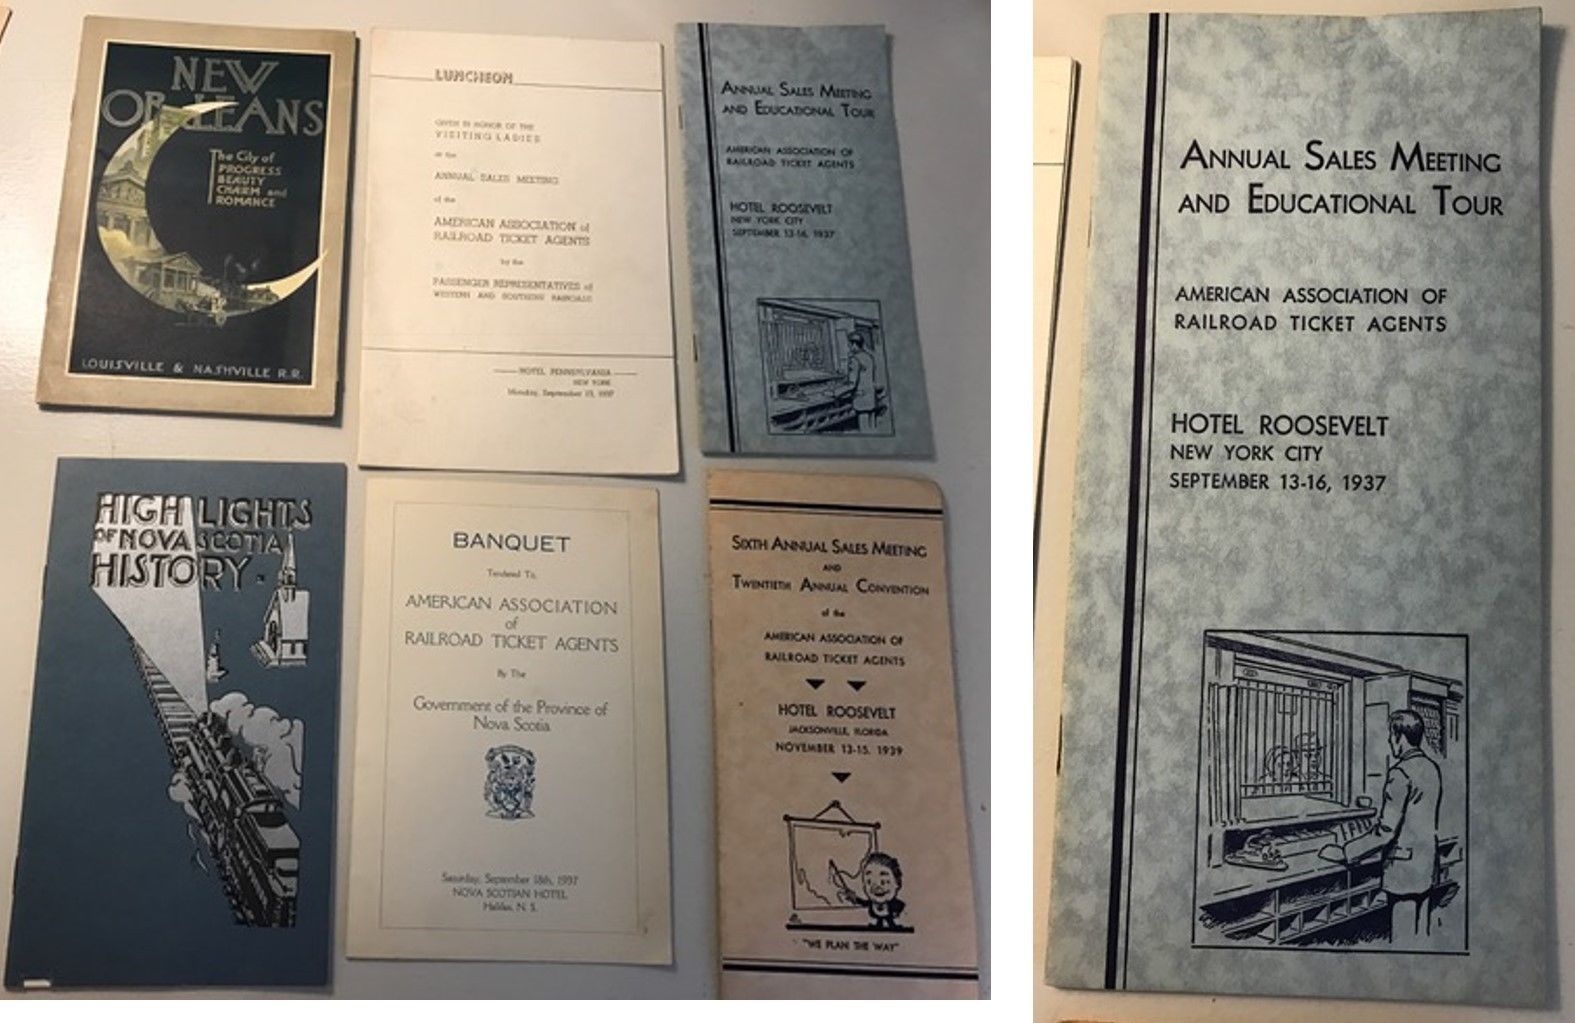 NEW
ORLEANS
The City of
PROGRESS
BEAUTY
CHARM and
ROMANCE
LOUISVILLE & NASHVILLE R.R.
LUNCHEON
GIVEN IN HONOR OF THE
VISITING LADIES
at the
ANNUAL SALES MEETING
of the
AMERICAN ASSOCIATION of
RAILROAD TICKET AGENTS
by the
PASSENGER REPRESENTATIVES of
WESTERN AND SOUTHERN RAILROADS
HOTEL PENNSYLVANIA
NEW YORK
Monday, September 13, 1937
ANNUAL SALES MEETING
AND EDUCATIONAL TOUR
AMERICAN ASSOCIATION OF
RAILROAD TICKET AGENTS
HOTEL ROOSEVELT
NEW YORK CITY
SEPTEMBER 13-16, 1937
HIGHLIGHTS
OF NOVA SCOTIA
HISTORY
BANQUET
Tendered To
AMERICAN ASSOCIATION
of
RAILROAD TICKET AGENTS
By The
Government of the Province of
Nova Scotia
Saturday, September 18th, 1937
NOVA SCOTIAN HOTEL
Halifax, N. S.
SIXTH ANNUAL SALES MEETING
AND
TWENTIETH ANNUAL CONVENTION
of the
AMERICAN ASSOCIATION OF
RAILROAD TICKET AGENTS
HOTEL ROOSEVELT
JACKSONVILLE, FLORIDA
NOVEMBER 13-15, 1939
"WE PLAN THE WAY"
ANNUAL SALES MEETING
AND EDUCATIONAL TOUR
AMERICAN ASSOCIATION OF
RAILROAD TICKET AGENTS
HOTEL ROOSEVELT
NEW YORK CITY
SEPTEMBER 13-16, 1937